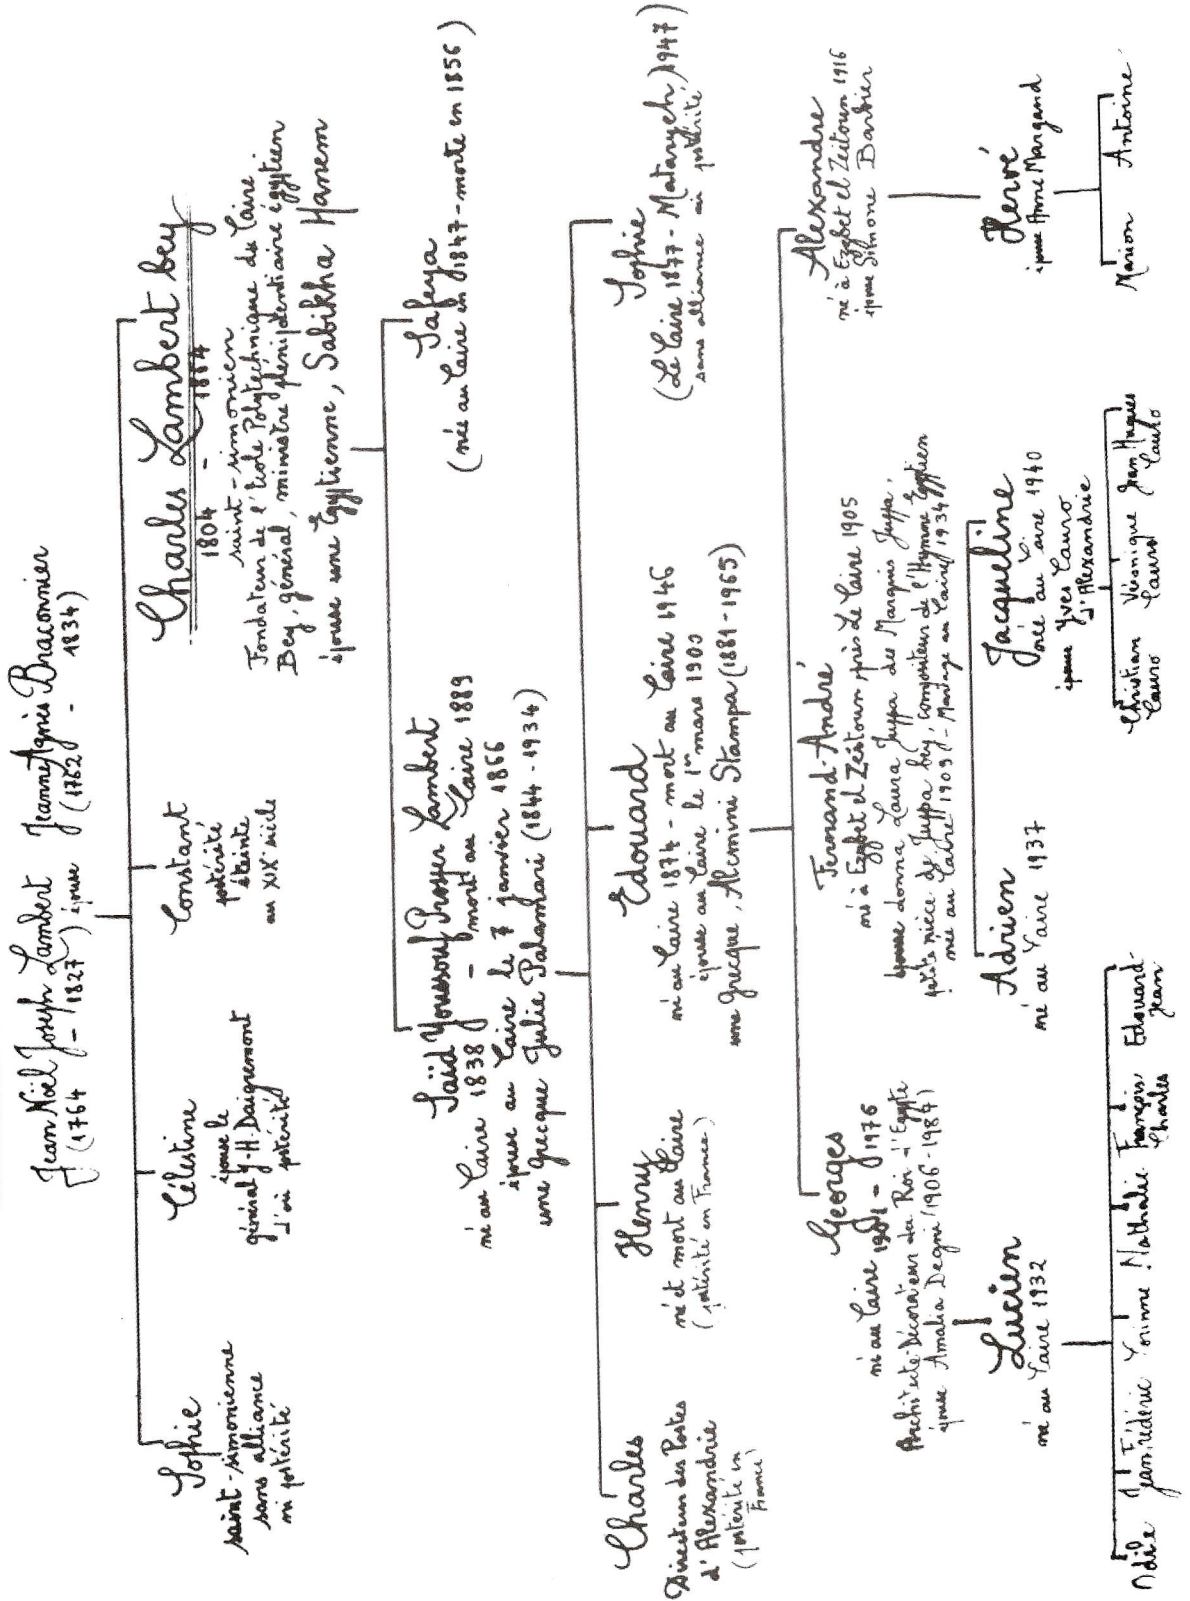 Jean Noël Joseph Lambert épouse Jeanne Agnès Braconnier
(1764 - 1827) (1762 - 1834)
Sophie
saint-simonienne
sans alliance
ni postérité
Célestine
épouse le
général J-H. Daigremont
d'où postérité
Constant
postérité
éteinte
au XIXe siècle
Charles Lambert bey
1804 - 1864
saint-simonien
Fondateur de l'École Polytechnique du Caire.
Bey, général, ministre plénipotentiaire égyptien
épouse une Egyptienne, Sabikha Hanem
Saïd Youssouf Prosper Lambert
né au Caire 1838 - mort au Caire 1889
épouse au Caire le 7 janvier 1866
une grecque Julie Palamari (1844-1934)
Safeya
(née au Caire en 1847 - morte en 1856)
Charles
Directeur des Postes
d'Alexandrie
(postérité en
France)
Henry
né et mort au Caire
(postérité en France)
Edouard
né au Caire 1874 - mort au Caire 1946
épouse au Caire le 1er mars 1900
une grecque, Alcmini Stampa (1881-1965)
Sophie
(Le Caire 1877 - Mataryeh) 1947
sans alliance ni postérité
Georges
né au Caire 1901 - 1976
Architecte-Décorateur du Roi d'Egypte
épouse Amalia Degni (1906-1987)
Fernand-André
né à Ezbet el Zeitoun près Le Caire 1905
épouse donna Laura Juppa des Marquis Juppa,
petite nièce de Juppa bey, compositeur de l'Hymne Egyptien
née au Caire 1909 - Mariage au Caire 1934
Alexandre
né à Ezzbet el Zeitoun 1916
épouse Simone Barbier
Lucien
né au Caire 1932
Adrien
né au Caire 1937
Jacqueline
née au Caire 1940
épouse Yves Lauro
d'Alexandrie
Hervé
épouse Anne Margand
Odile Jean Frédéric Corinne Nathalie François Charles Edouard-Jean
Christian Lauro Véronique Lauro Jean Hugues Lauro
Marion Antoine